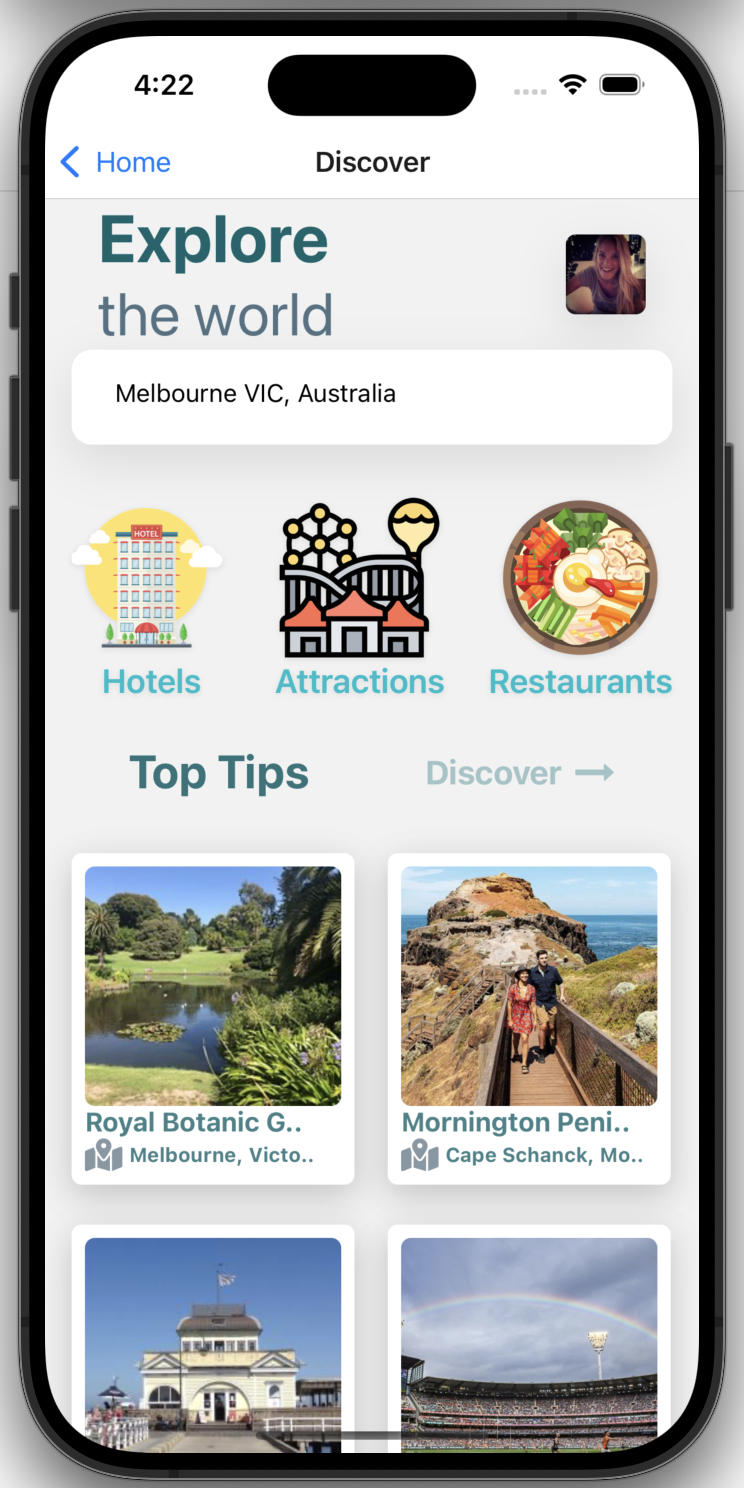 4:22
Home
Discover
Explore
the world
Melbourne VIC, Australia
HOTEL
Hotels
Attractions
Restaurants
Top Tips
Discover
Royal Botanic G..
Mornington Peni..
Melbourne, Victo..
Cape Schanck, Mo..